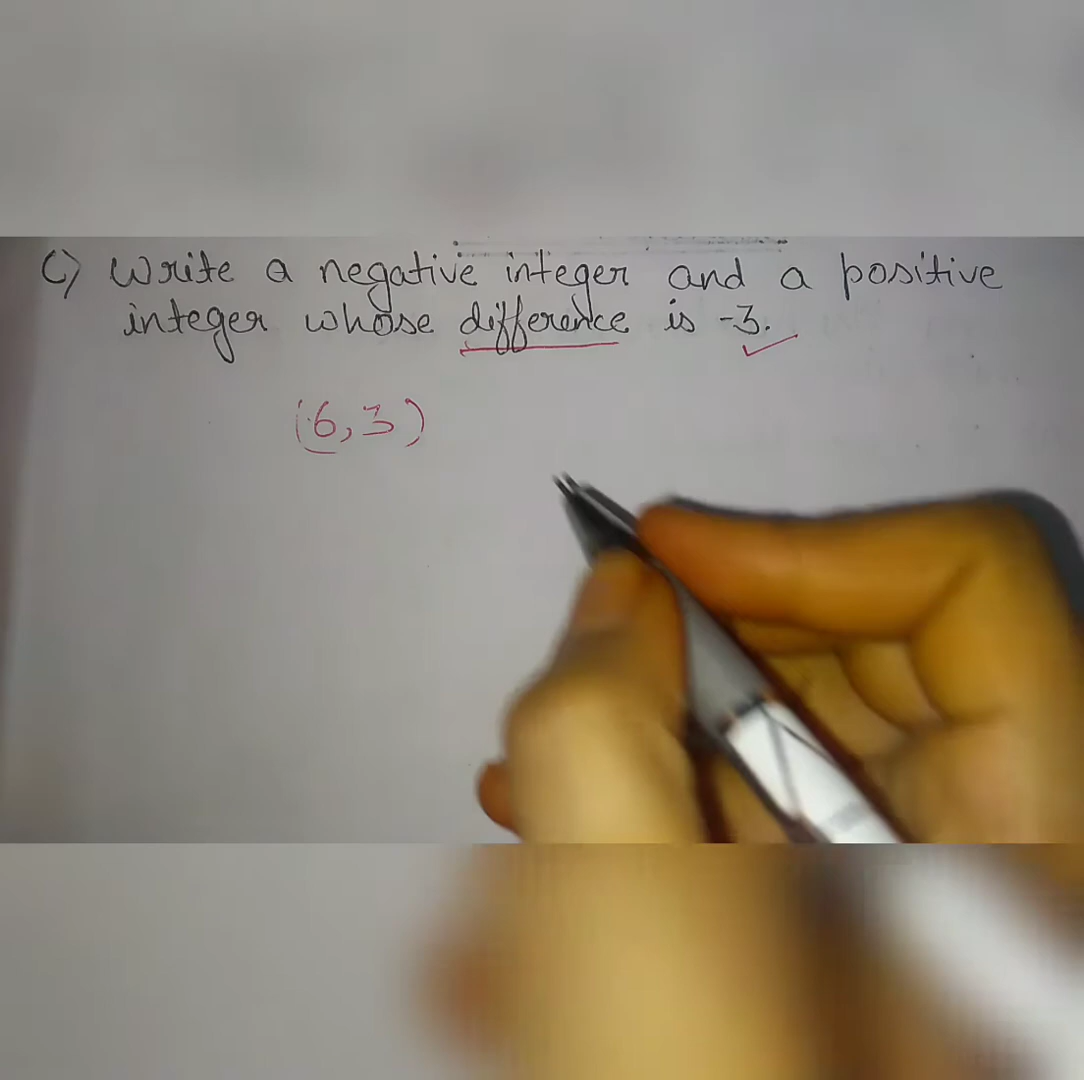 C) Write a negative integer and a positive
integer whose difference is -3.
(6,3)